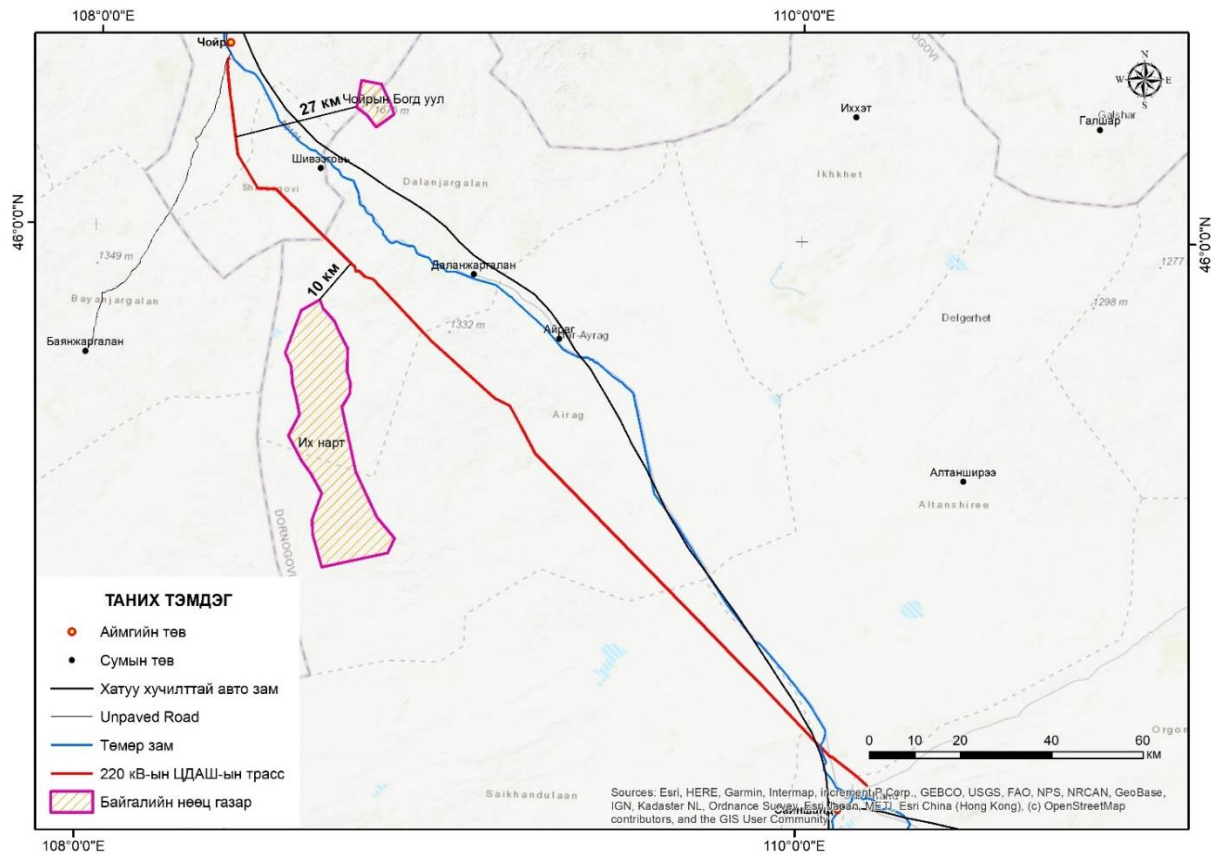 108°0'0"E
110°0'0"E
Чойр
27 км
Чойрын Богд уул
DORNOGOVI
N
W
E
S
Иххэт
Галшар
Galshar
Шивээговь
Dalanjargalan
Ikhkhet
46°0'0"N
46°0'0"N
1349 m
10 км
Даланжаргалан
1277
Bayanjargalan
1298 m
Баянжаргалан
1332 m
Айраг
Delgerhet
Airag
Их нарт
Алтанширээ
Altanshiree
DORNOGOVI
ТАНИХ ТЭМДЭГ
Аймгийн төв
Сумын төв
Хатуу хучилттай авто зам
Unpaved Road
Төмөр зам
220 кВ-ын ЦДАШ-ын трасс
Байгалийн нөөц газар
Saikhandulaan
0 10 20 40 60
КМ
Sources: Esri, HERE, Garmin, Intermap, increment P Corp., GEBCO, USGS, FAO, NPS, NRCAN, GeoBase,
IGN, Kadaster NL, Ordnance Survey, Esri Japan, METI, Esri China (Hong Kong), (c) OpenStreetMap
contributors, and the GIS User Community
Сайншанд
108°0'0"E
110°0'0"E